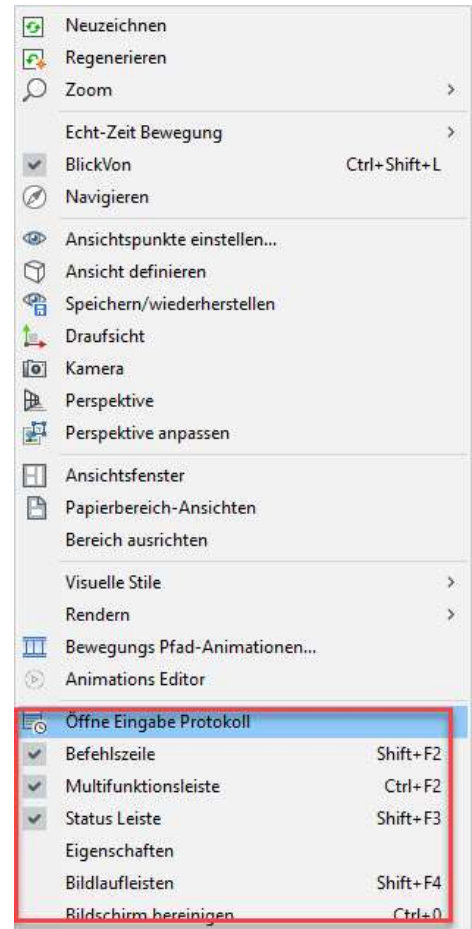 Neuzeichnen
Regenerieren
Zoom
Echt-Zeit Bewegung
BlickVon Ctrl+Shift+L
Navigieren
Ansichtspunkte einstellen...
Ansicht definieren
Speichern/wiederherstellen
Draufsicht
Kamera
Perspektive
Perspektive anpassen
Ansichtsfenster
Papierbereich-Ansichten
Bereich ausrichten
Visuelle Stile
Rendern
Bewegungs Pfad-Animationen...
Animations Editor
Öffne Eingabe Protokoll
Befehlszeile Shift+F2
Multifunktionsleiste Ctrl+F2
Status Leiste Shift+F3
Eigenschaften
Bildlaufleisten Shift+F4
Bildschirm bereinigen Ctrl+0